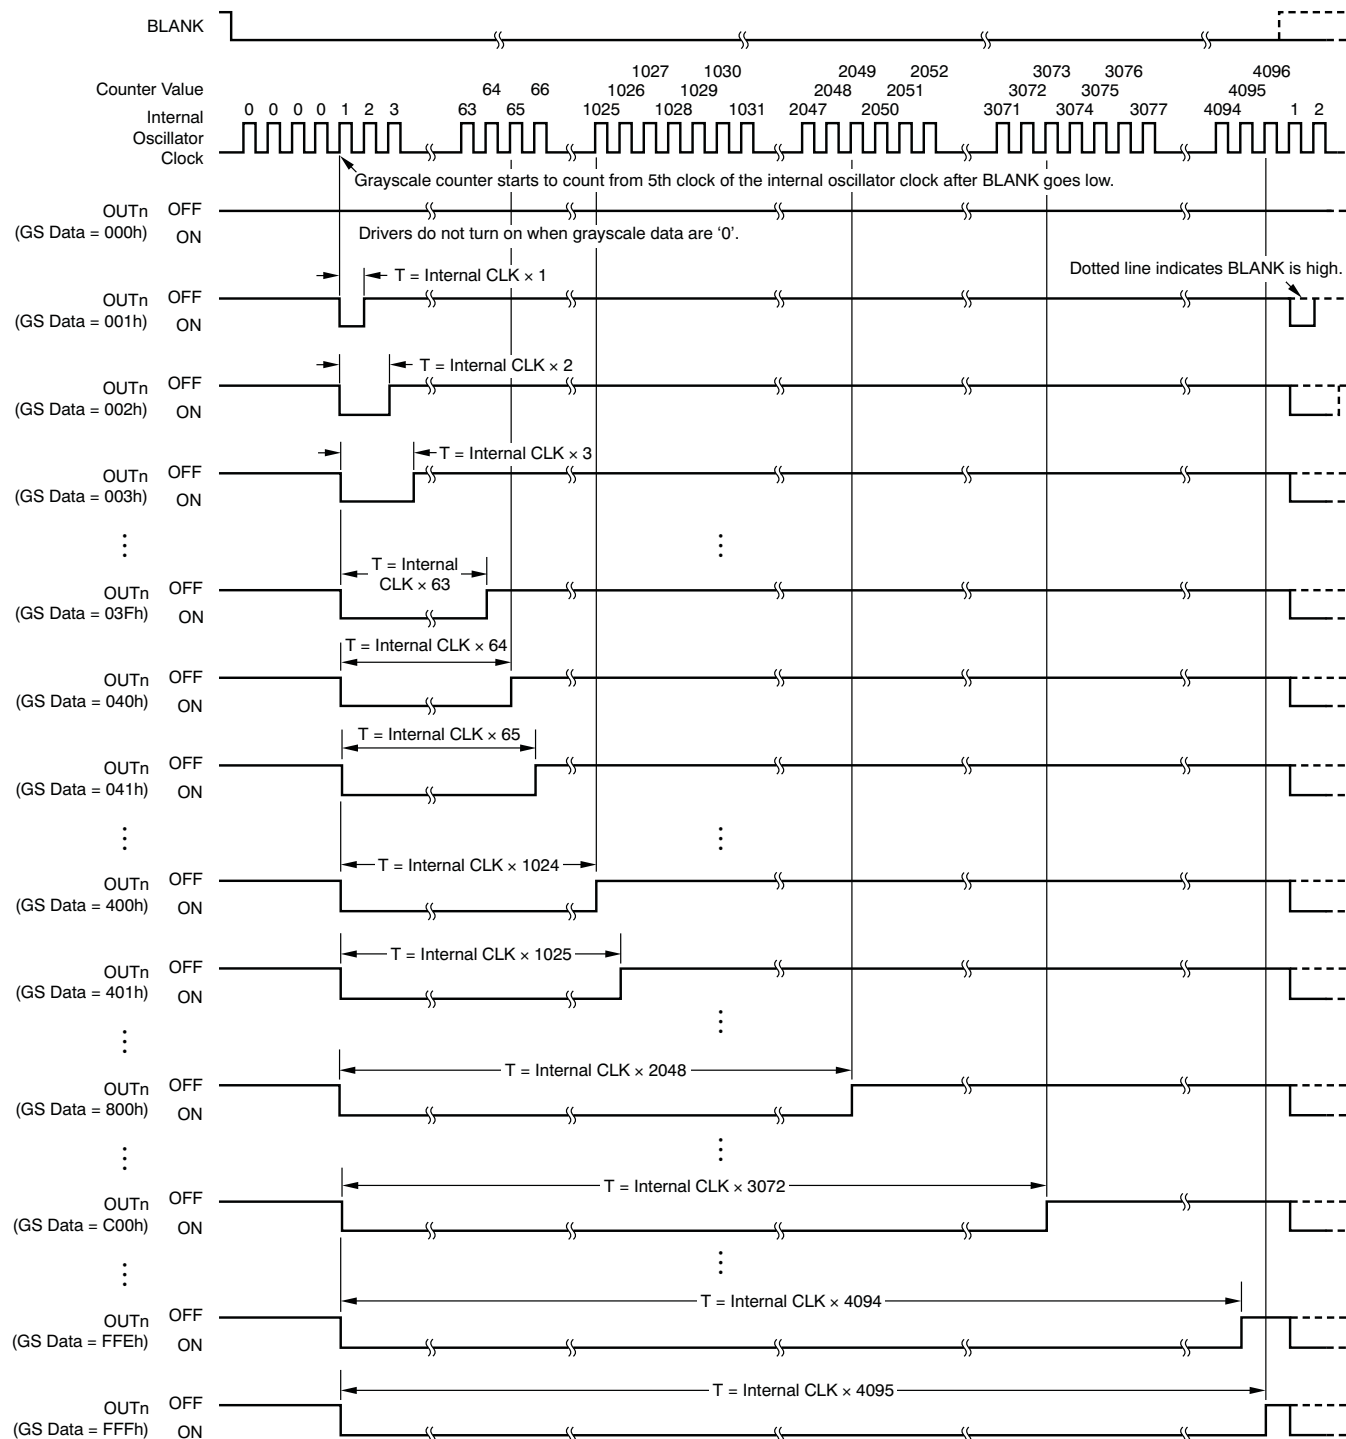 BLANK
1027 1030 2049 2052 3073 3076 4096
Counter Value 64 66 1026 1029 2048 2051 3072 3075 4095
Internal 0 0 0 0 1 2 3 63 65 1025 1028 1031 2047 2050 3071 3074 3077 4094 1 2
Oscillator
Clock
Grayscale counter starts to count from 5th clock of the internal oscillator clock after BLANK goes low.
OUTn OFF
(GS Data = 000h) ON
Drivers do not turn on when grayscale data are ‘0’.
T = Internal CLK × 1
Dotted line indicates BLANK is high.
OUTn OFF
(GS Data = 001h) ON
T = Internal CLK × 2
OUTn OFF
(GS Data = 002h) ON
T = Internal CLK × 3
OUTn OFF
(GS Data = 003h) ON
T = Internal
CLK × 63
OUTn OFF
(GS Data = 03Fh) ON
T = Internal CLK × 64
OUTn OFF
(GS Data = 040h) ON
T = Internal CLK × 65
OUTn OFF
(GS Data = 041h) ON
T = Internal CLK × 1024
OUTn OFF
(GS Data = 400h) ON
T = Internal CLK × 1025
OUTn OFF
(GS Data = 401h) ON
T = Internal CLK × 2048
OUTn OFF
(GS Data = 800h) ON
T = Internal CLK × 3072
OUTn OFF
(GS Data = C00h) ON
T = Internal CLK × 4094
OUTn OFF
(GS Data = FFEh) ON
T = Internal CLK × 4095
OUTn OFF
(GS Data = FFFh) ON